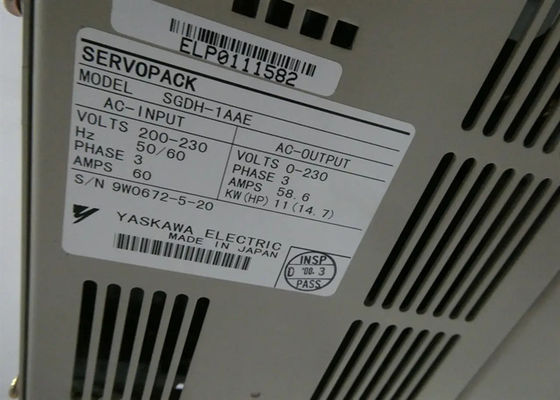 ELP0111582
SERVOPACK
MODEL SGDH-1AAE
AC-INPUT
VOLTS 200-230
Hz 50/60
PHASE 3
AMPS 60
AC-OUTPUT
VOLTS 0-230
PHASE 3
AMPS 58.6
KW(HP) 11(14.7)
S/N 9W0672-5-20
YASKAWA ELECTRIC
MADE IN JAPAN
INSP
D '00.3
PASS